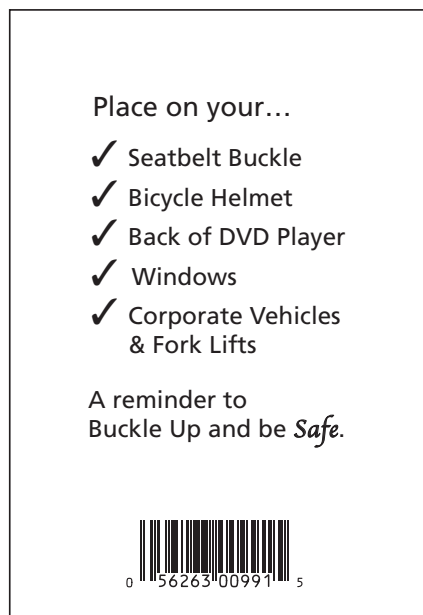 Place on your…
✓ Seatbelt Buckle
✓ Bicycle Helmet
✓ Back of DVD Player
✓ Windows
✓ Corporate Vehicles
& Fork Lifts
A reminder to
Buckle Up and be Safe.
0 56263 00991 5